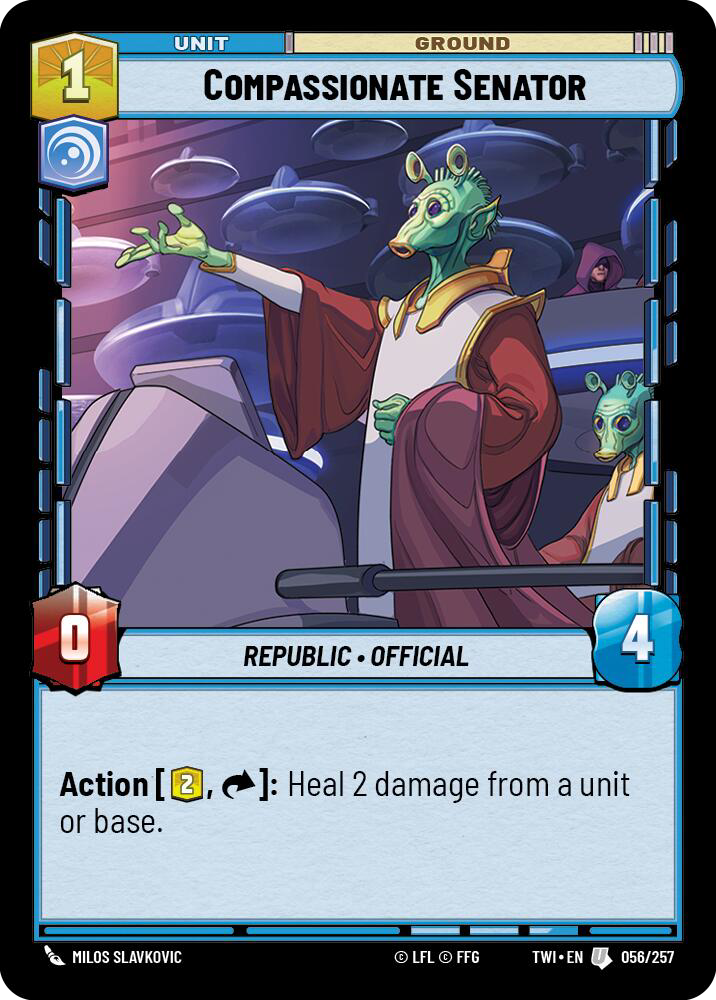 UNIT
GROUND
1
COMPASSIONATE SENATOR
0
REPUBLIC • OFFICIAL
4
Action [2, ]: Heal 2 damage from a unit
or base.
MILOS SLAVKOVIC
© LFL © FFG
TWI • EN
U
056/257